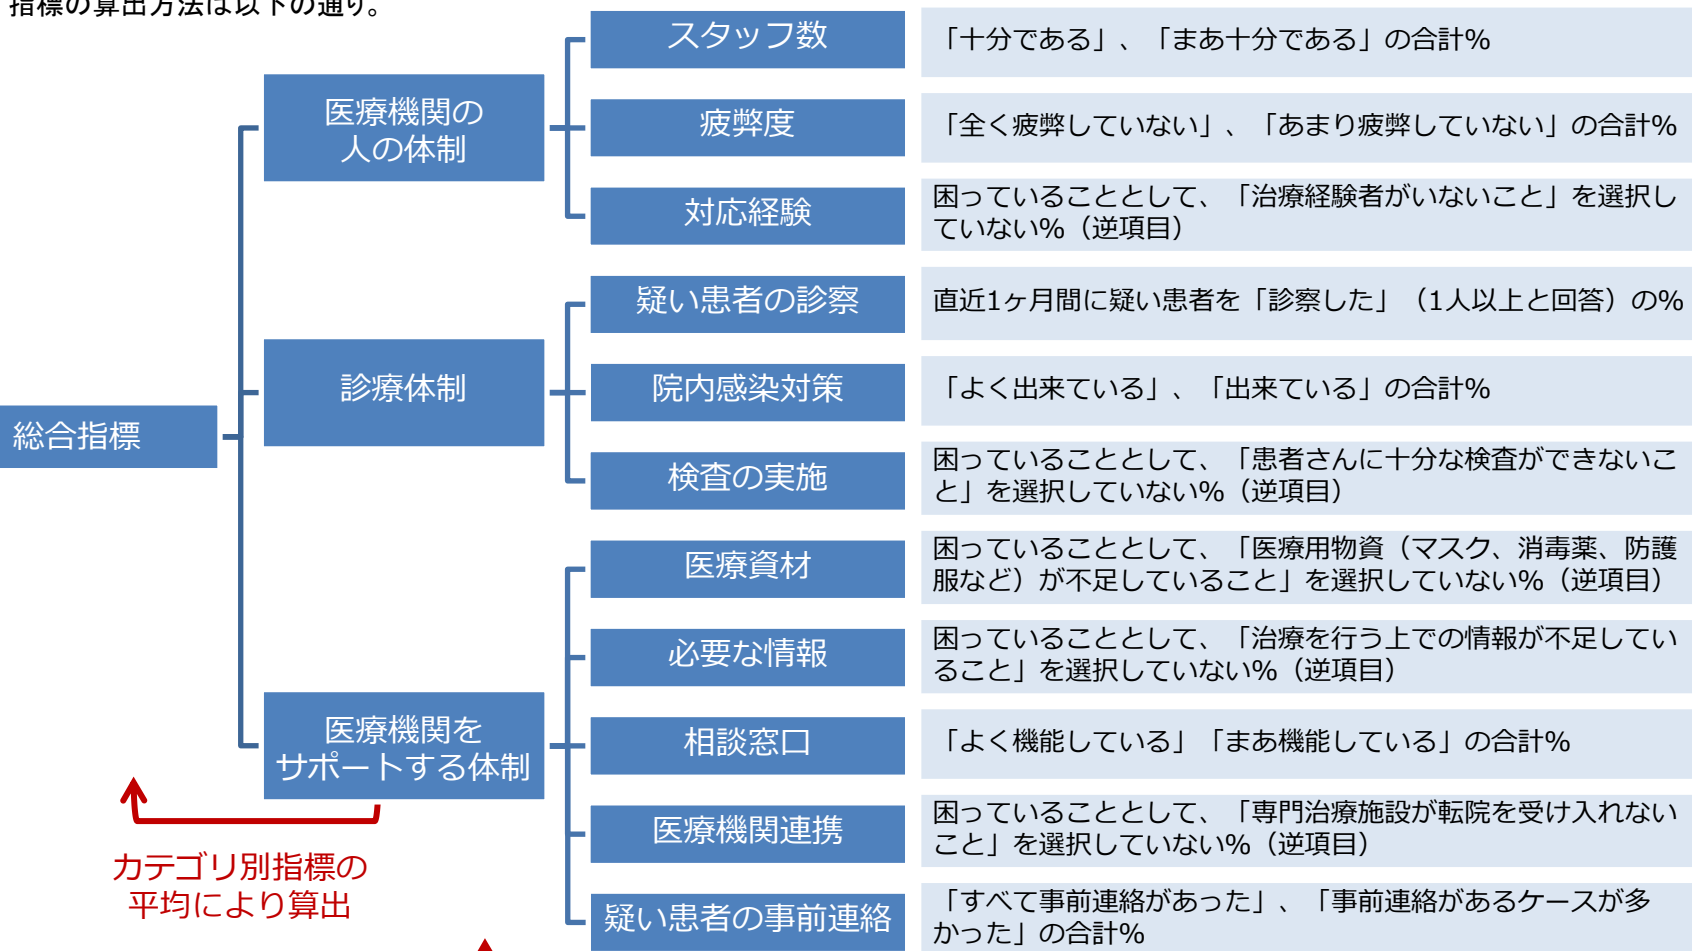 指標の算出方法は以下の通り。
総合指標
医療機関の
人の体制
スタッフ数
「十分である」、「まあ十分である」の合計%
疲弊度
「全く疲弊していない」、「あまり疲弊していない」の合計%
対応経験
困っていることとして、「治療経験者がいないこと」を選択し
ていない%（逆項目）
診療体制
疑い患者の診察
直近1ヶ月間に疑い患者を「診察した」（1人以上と回答）の%
院内感染対策
「よく出来ている」、「出来ている」の合計%
検査の実施
困っていることとして、「患者さんに十分な検査ができないこ
と」を選択していない%（逆項目）
医療機関を
サポートする体制
医療資材
困っていることとして、「医療用物資（マスク、消毒薬、防護
服など）が不足していること」を選択していない%（逆項目）
必要な情報
困っていることとして、「治療を行う上での情報が不足してい
ること」を選択していない%（逆項目）
相談窓口
「よく機能している」「まあ機能している」の合計%
医療機関連携
困っていることとして、「専門治療施設が転院を受け入れない
こと」を選択していない%（逆項目）
疑い患者の事前連絡
「すべて事前連絡があった」、「事前連絡があるケースが多
かった」の合計%
カテゴリ別指標の
平均により算出